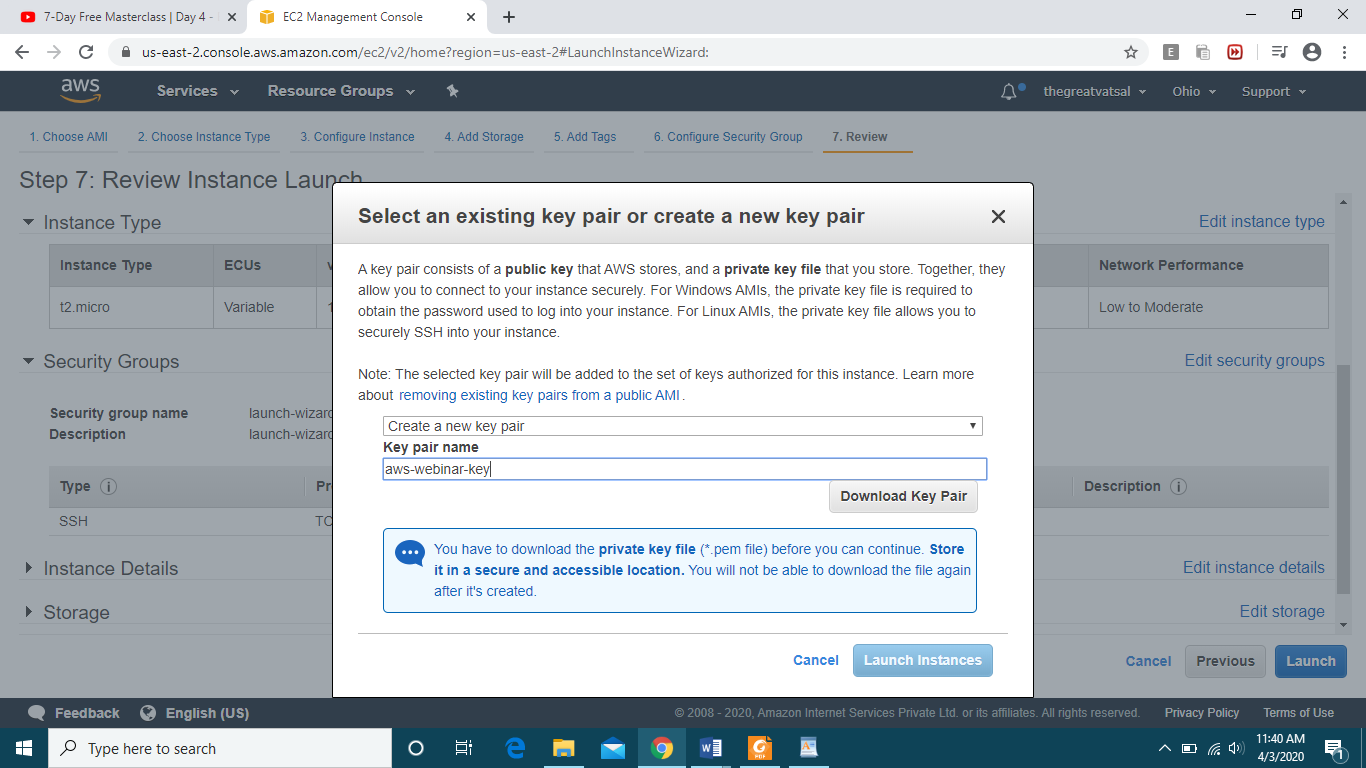 7-Day Free Masterclass | Day 4 -
EC2 Management Console
us-east-2.console.aws.amazon.com/ec2/v2/home?region=us-east-2#LaunchInstanceWizard:
E
aws
Services
Resource Groups
thegreatvatsal
Ohio
Support
1. Choose AMI
2. Choose Instance Type
3. Configure Instance
4. Add Storage
5. Add Tags
6. Configure Security Group
7. Review
Step 7: Review Instance Launch
Instance Type
Edit instance type
Instance Type
ECUs
Network Performance
t2.micro
Variable
Low to Moderate
Security Groups
Edit security groups
Security group name
launch-wizard
Description
launch-wizard
Type
Description
SSH
Instance Details
Edit instance details
Storage
Edit storage
Cancel
Previous
Launch
Select an existing key pair or create a new key pair
A key pair consists of a public key that AWS stores, and a private key file that you store. Together, they
allow you to connect to your instance securely. For Windows AMIs, the private key file is required to
obtain the password used to log into your instance. For Linux AMIs, the private key file allows you to
securely SSH into your instance.
Note: The selected key pair will be added to the set of keys authorized for this instance. Learn more
about removing existing key pairs from a public AMI .
Create a new key pair
Key pair name
aws-webinar-key
Download Key Pair
You have to download the private key file (*.pem file) before you can continue. Store
it in a secure and accessible location. You will not be able to download the file again
after it's created.
Cancel
Launch Instances
Feedback
English (US)
© 2008 - 2020, Amazon Internet Services Private Ltd. or its affiliates. All rights reserved.
Privacy Policy
Terms of Use
Type here to search
11:40 AM
4/3/2020
1